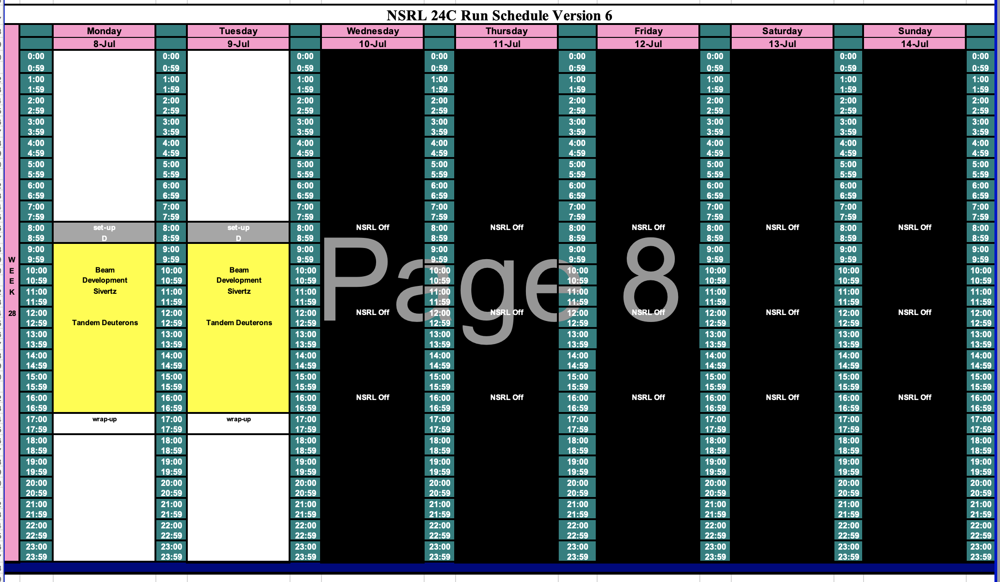 NSRL 24C Run Schedule Version 6
Monday Tuesday Wednesday Thursday Friday Saturday Sunday
8-Jul 9-Jul 10-Jul 11-Jul 12-Jul 13-Jul 14-Jul
0:00 0:00 0:00 0:00 0:00 0:00 0:00 0:00
0:59 0:59 0:59 0:59 0:59 0:59 0:59 0:59
1:00 1:00 1:00 1:00 1:00 1:00 1:00 1:00
1:59 1:59 1:59 1:59 1:59 1:59 1:59 1:59
2:00 2:00 2:00 2:00 2:00 2:00 2:00 2:00
2:59 2:59 2:59 2:59 2:59 2:59 2:59 2:59
3:00 3:00 3:00 3:00 3:00 3:00 3:00 3:00
3:59 3:59 3:59 3:59 3:59 3:59 3:59 3:59
4:00 4:00 4:00 4:00 4:00 4:00 4:00 4:00
4:59 4:59 4:59 4:59 4:59 4:59 4:59 4:59
5:00 5:00 5:00 5:00 5:00 5:00 5:00 5:00
5:59 5:59 5:59 5:59 5:59 5:59 5:59 5:59
6:00 6:00 6:00 6:00 6:00 6:00 6:00 6:00
6:59 6:59 6:59 6:59 6:59 6:59 6:59 6:59
7:00 7:00 7:00 7:00 7:00 7:00 7:00 7:00
7:59 7:59 7:59 7:59 7:59 7:59 7:59 7:59
8:00 set-up 8:00 set-up 8:00 NSRL Off 8:00 NSRL Off 8:00 NSRL Off 8:00 NSRL Off 8:00 NSRL Off 8:00
8:59 D 8:59 D 8:59 8:59 8:59 8:59 8:59 8:59
9:00 9:00 9:00 9:00 9:00 9:00 9:00 9:00
W 9:59 9:59 9:59 9:59 9:59 9:59 9:59 9:59
E 10:00 Beam 10:00 Beam 10:00 10:00 10:00 10:00 10:00 10:00
E 10:59 Development 10:59 Development 10:59 10:59 10:59 10:59 10:59 10:59
Page 8
K 11:00 Sivertz 11:00 Sivertz 11:00 11:00 11:00 11:00 11:00 11:00
11:59 11:59 11:59 11:59 11:59 11:59 11:59 11:59
28 12:00 12:00 12:00 NSRL Off 12:00 NSRL Off 12:00 NSRL Off 12:00 NSRL Off 12:00 NSRL Off 12:00
12:59 Tandem Deuterons 12:59 Tandem Deuterons 12:59 12:59 12:59 12:59 12:59 12:59
13:00 13:00 13:00 13:00 13:00 13:00 13:00 13:00
13:59 13:59 13:59 13:59 13:59 13:59 13:59 13:59
14:00 14:00 14:00 14:00 14:00 14:00 14:00 14:00
14:59 14:59 14:59 14:59 14:59 14:59 14:59 14:59
15:00 15:00 15:00 15:00 15:00 15:00 15:00 15:00
15:59 15:59 15:59 15:59 15:59 15:59 15:59 15:59
16:00 16:00 16:00 NSRL Off 16:00 NSRL Off 16:00 NSRL Off 16:00 NSRL Off 16:00 NSRL Off 16:00
16:59 16:59 16:59 16:59 16:59 16:59 16:59 16:59
17:00 wrap-up 17:00 wrap-up 17:00 17:00 17:00 17:00 17:00 17:00
17:59 17:59 17:59 17:59 17:59 17:59 17:59 17:59
18:00 18:00 18:00 18:00 18:00 18:00 18:00 18:00
18:59 18:59 18:59 18:59 18:59 18:59 18:59 18:59
19:00 19:00 19:00 19:00 19:00 19:00 19:00 19:00
19:59 19:59 19:59 19:59 19:59 19:59 19:59 19:59
20:00 20:00 20:00 20:00 20:00 20:00 20:00 20:00
20:59 20:59 20:59 20:59 20:59 20:59 20:59 20:59
21:00 21:00 21:00 21:00 21:00 21:00 21:00 21:00
21:59 21:59 21:59 21:59 21:59 21:59 21:59 21:59
22:00 22:00 22:00 22:00 22:00 22:00 22:00 22:00
22:59 22:59 22:59 22:59 22:59 22:59 22:59 22:59
23:00 23:00 23:00 23:00 23:00 23:00 23:00 23:00
23:59 23:59 23:59 23:59 23:59 23:59 23:59 23:59